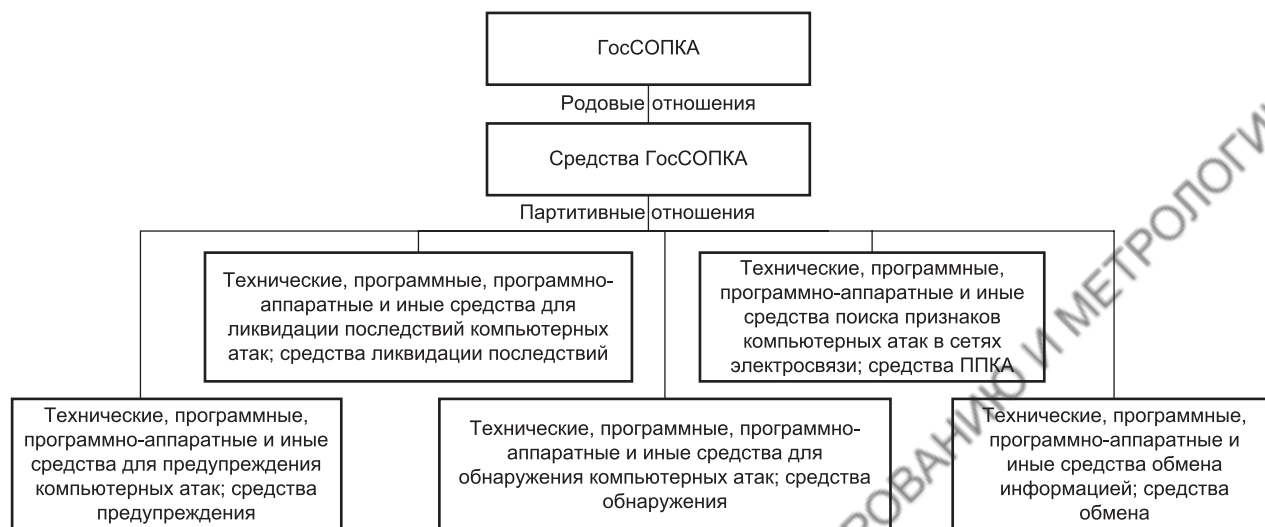 ГосСОПКА
Родовые отношения
Средства ГосСОПКА
Партитивные отношения
Технические, программные, программно-
аппаратные и иные средства для
ликвидации последствий компьютерных
атак; средства ликвидации последствий
Технические, программные,
программно-аппаратные и иные
средства поиска признаков
компьютерных атак в сетях
электросвязи; средства ППКА
Технические, программные,
программно-аппаратные и иные
средства для предупреждения
компьютерных атак; средства
предупреждения
Технические, программные, программно-
аппаратные и иные средства для
обнаружения компьютерных атак; средства
обнаружения
Технические, программные,
программно-аппаратные и
иные средства обмена
информацией; средства
обмена
И МЕТРОЛОГИИ